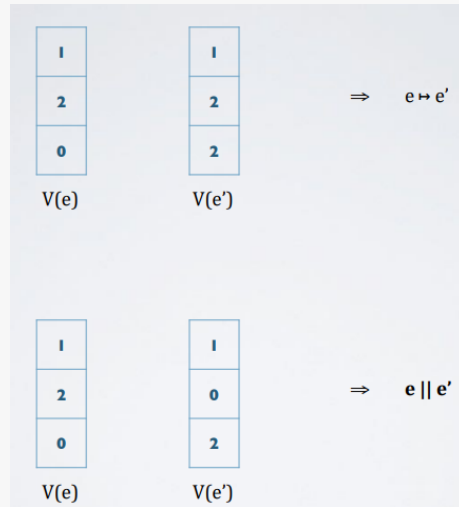 1 1
2 2 ⇒ e ↦ e’
0 2
V(e) V(e’)
1 1
2 0 ⇒ e || e’
0 2
V(e) V(e’)